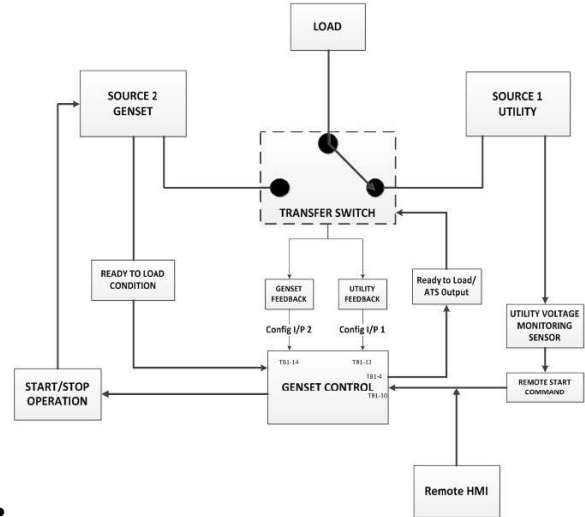 LOAD
SOURCE 2
GENSET
SOURCE 1
UTILITY
TRANSFER SWITCH
READY TO LOAD
CONDITION
GENSET
FEEDBACK
UTILITY
FEEDBACK
Ready to Load/
ATS Output
UTILITY VOLTAGE
MONITORING
SENSOR
Config I/P 2
Config I/P 1
TB1-14
TB1-12
TB1-4
TB1-10
GENSET CONTROL
START/STOP
OPERATION
REMOTE START
COMMAND
Remote HMI